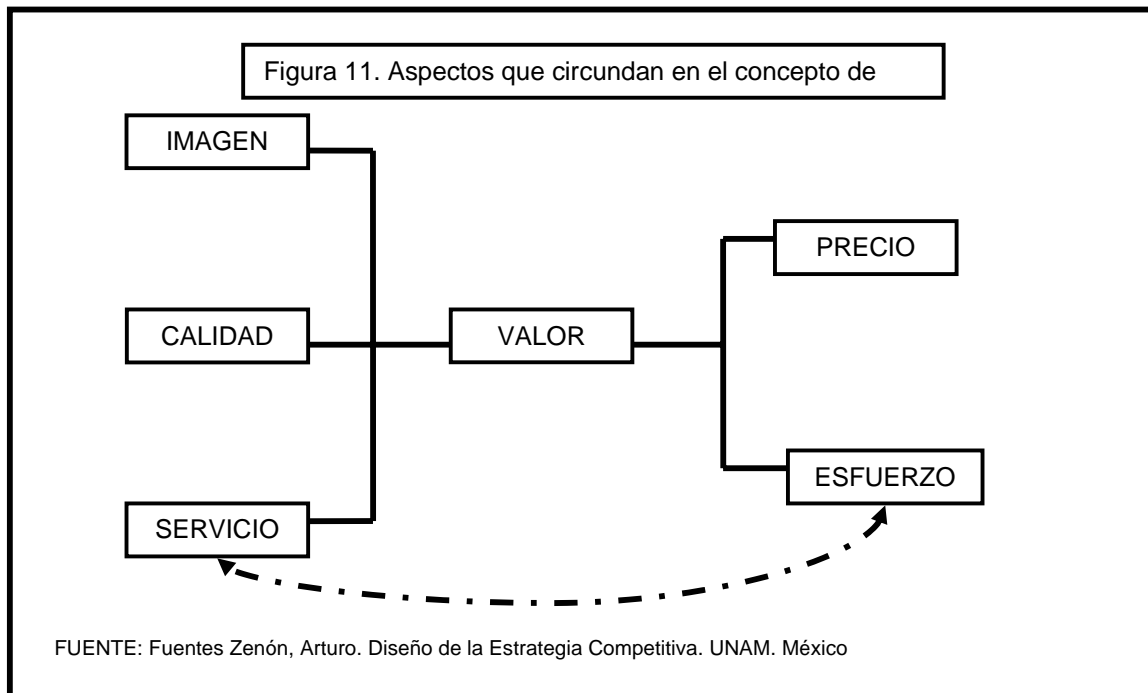 Figura 11. Aspectos que circundan en el concepto de
IMAGEN
PRECIO
CALIDAD
VALOR
ESFUERZO
SERVICIO
FUENTE: Fuentes Zenón, Arturo. Diseño de la Estrategia Competitiva. UNAM. México